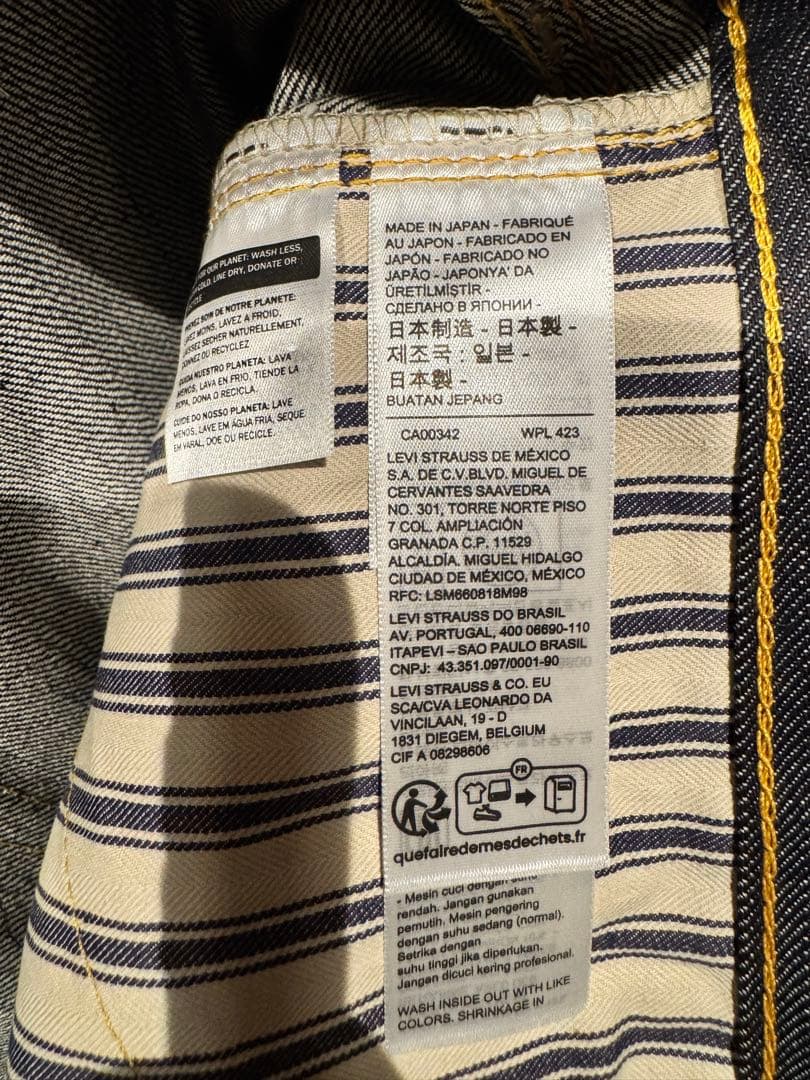 FOR OUR PLANET: WASH LESS,
COLD, LINE DRY, DONATE OR
SOIN DE NOTRE PLANETE:
MOINS, LAVEZ A FROID,
SECHER NATURELLEMENT,
DONNEZ OU RECYCLEZ
NUESTRO PLANETA: LAVA
MENOS, LAVA EN FRIO, TIENDE LA
ROPA, DONA O RECICLA.
CUIDE DO NOSSO PLANETA: LAVE
MENOS, LAVE EM ÁGUA FRIA, SEQUE
EM VARAL, DOE OU RECICLE.
MADE IN JAPAN - FABRIQUÉ
AU JAPON - FABRICADO EN
JAPÓN - FABRICADO NO
JAPÃO - JAPONYA' DA
ÜRETİLMİŞTİR -
СДЕЛАНО В ЯПОНИИ -
日本制造 - 日本製 -
제조국 : 일본 -
日本製 -
BUATAN JEPANG
CA00342 WPL 423
LEVI STRAUSS DE MÉXICO
S.A. DE C.V.BLVD. MIGUEL DE
CERVANTES SAAVEDRA
NO. 301, TORRE NORTE PISO
7 COL. AMPLIACIÓN
GRANADA C.P. 11529
ALCALDÍA. MIGUEL HIDALGO
CIUDAD DE MÉXICO, MÉXICO
RFC: LSM660818M98
LEVI STRAUSS DO BRASIL
AV. PORTUGAL, 400 06690-110
ITAPEVI – SAO PAULO BRASIL
CNPJ: 43.351.097/0001-90
LEVI STRAUSS & CO. EU
SCA/CVA LEONARDO DA
VINCILAAN, 19 - D
1831 DIEGEM, BELGIUM
CIF A 08298606
FR
quefairedemesdechets.fr
- Mesin cuci dengan suhu
rendah. Jangan gunakan
pemutih. Mesin pengering
dengan suhu sedang (normal).
Setrika dengan
suhu tinggi jika diperlukan.
Jangan dicuci kering profesional.
WASH INSIDE OUT WITH LIKE
COLORS. SHRINKAGE IN